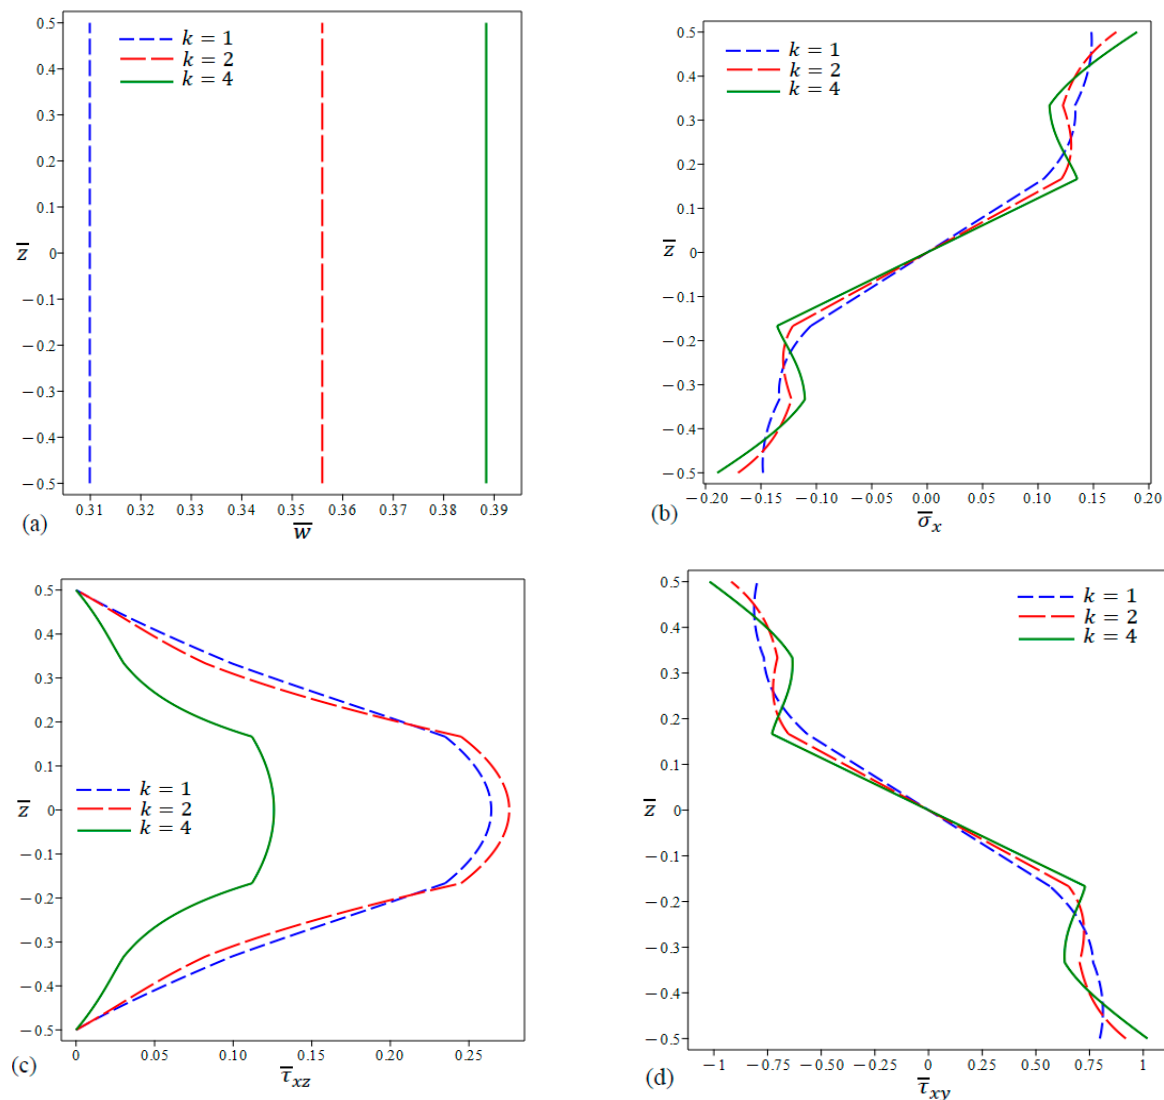 0.5
0.4
0.3
0.2
0.1
z̅ 0
−0.1
−0.2
−0.3
−0.4
−0.5
k = 1
k = 2
k = 4
0.31 0.32 0.33 0.34 0.35 0.36 0.37 0.38 0.39
(a) w̅
0.5
0.4
0.3
0.2
0.1
z̅ 0
−0.1
−0.2
−0.3
−0.4
−0.5
k = 1
k = 2
k = 4
−0.20 −0.15 −0.10 −0.05 0.00 0.05 0.10 0.15 0.20
(b) σ̅x
0.5
0.4
0.3
0.2
0.1
z̅ 0
−0.1
−0.2
−0.3
−0.4
−0.5
k = 1
k = 2
k = 4
0 0.05 0.10 0.15 0.20 0.25
(c) τ̅xz
0.5
0.4
0.3
0.2
0.1
z̅ 0
−0.1
−0.2
−0.3
−0.4
−0.5
k = 1
k = 2
k = 4
−1 −0.75 −0.50 −0.25 0 0.25 0.50 0.75 1
(d) τ̅xy